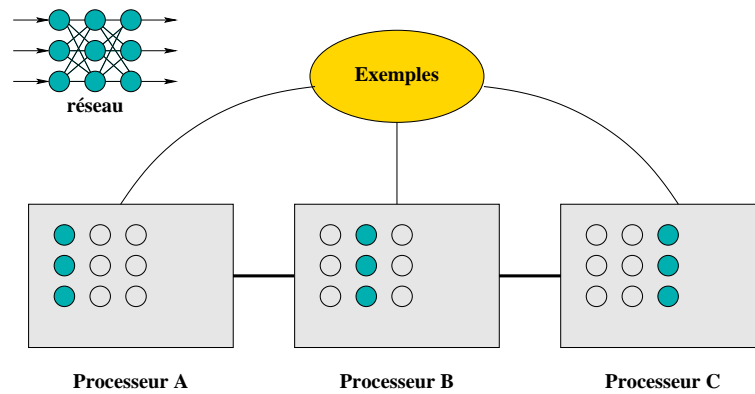 Exemples
réseau
Processeur A
Processeur B
Processeur C